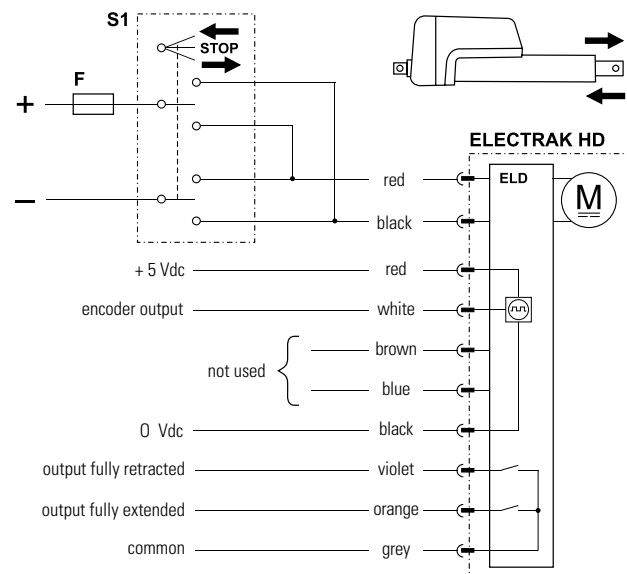 S1
STOP
F
+
–
ELECTRAK HD
red
ELD
M
black
+ 5 Vdc
red
encoder output
white
brown
not used
blue
0 Vdc
black
output fully retracted
violet
output fully extended
orange
common
grey